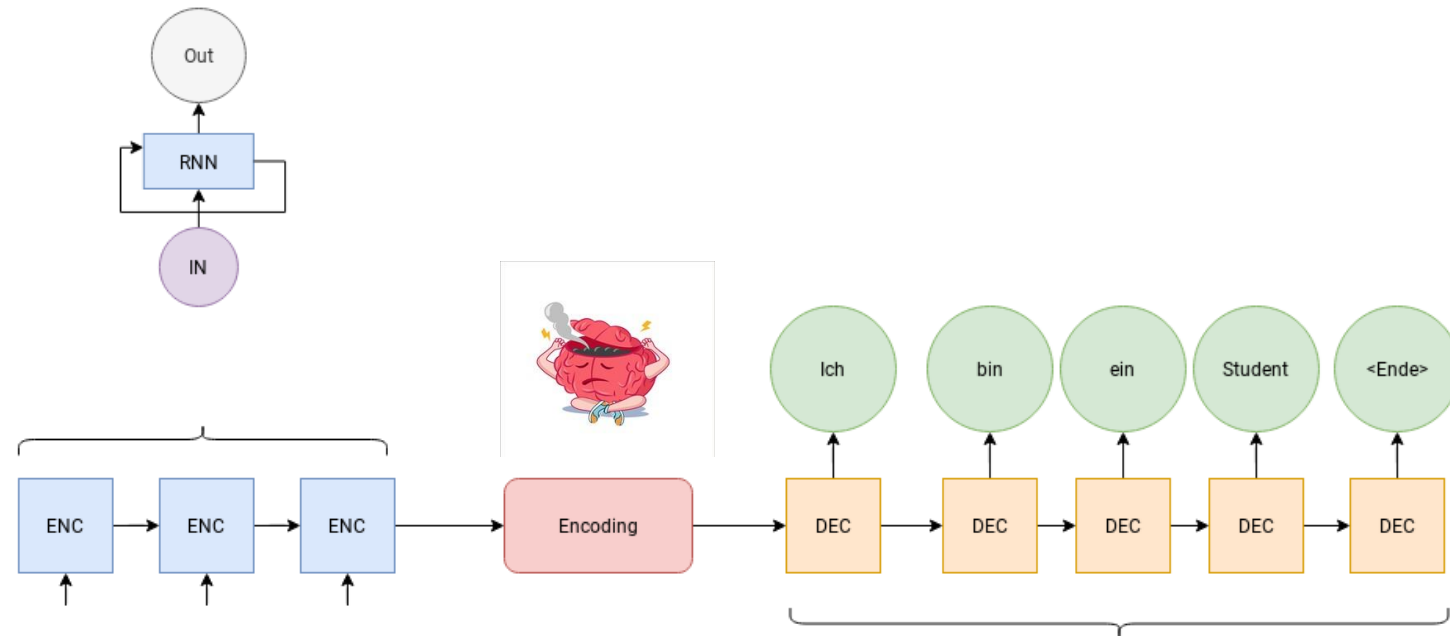 Out
RNN
IN
Ich
bin
ein
Student
<Ende>
ENC
ENC
ENC
Encoding
DEC
DEC
DEC
DEC
DEC